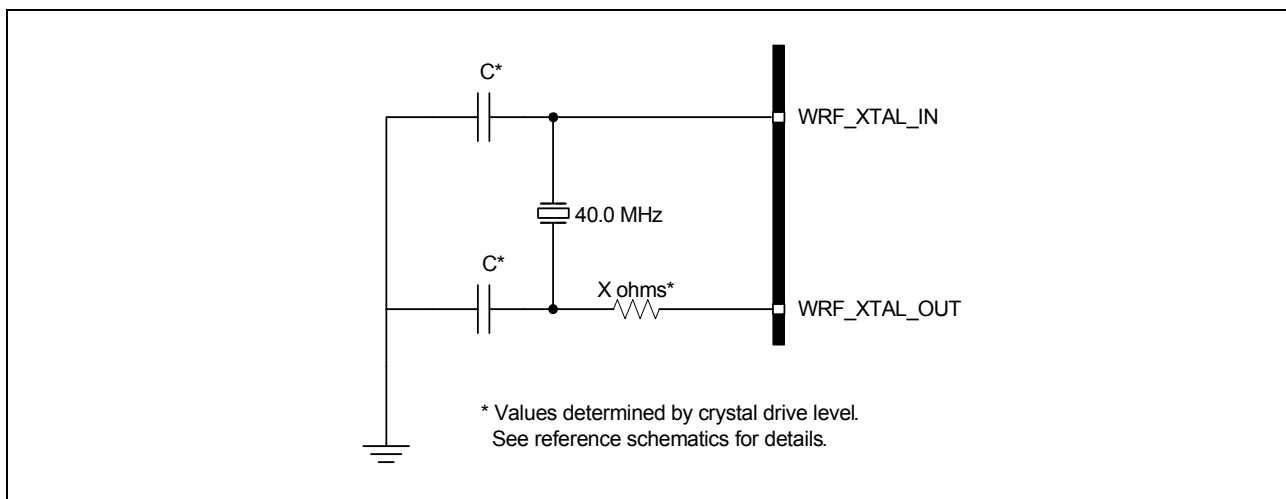 C*
WRF_XTAL_IN
40.0 MHz
C*
X ohms*
WRF_XTAL_OUT
* Values determined by crystal drive level.
See reference schematics for details.